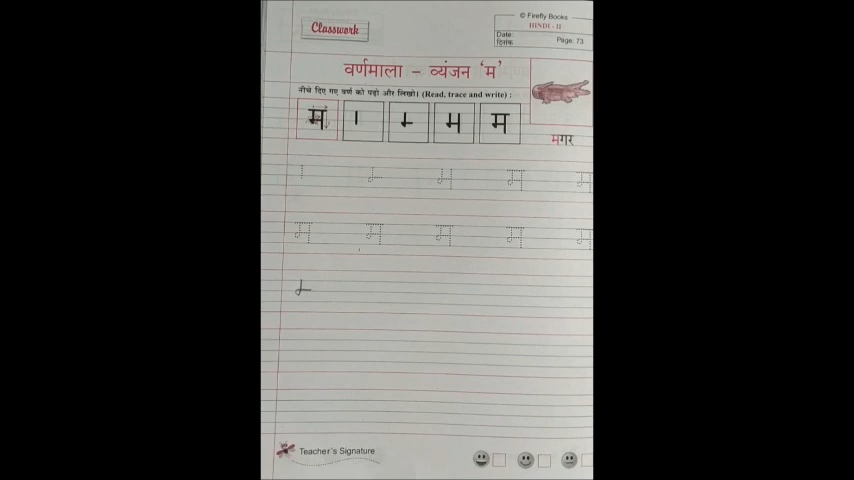 Classwork
© Firefly Books
HINDI - II
Date:
दिनांक
Page: 73
वर्णमाला – व्यंजन ‘म’
नीचे दिए गए वर्ण को पढ़ो और लिखो। (Read, trace and write) :
म म
मगर
म म
म म म म म
Teacher's Signature